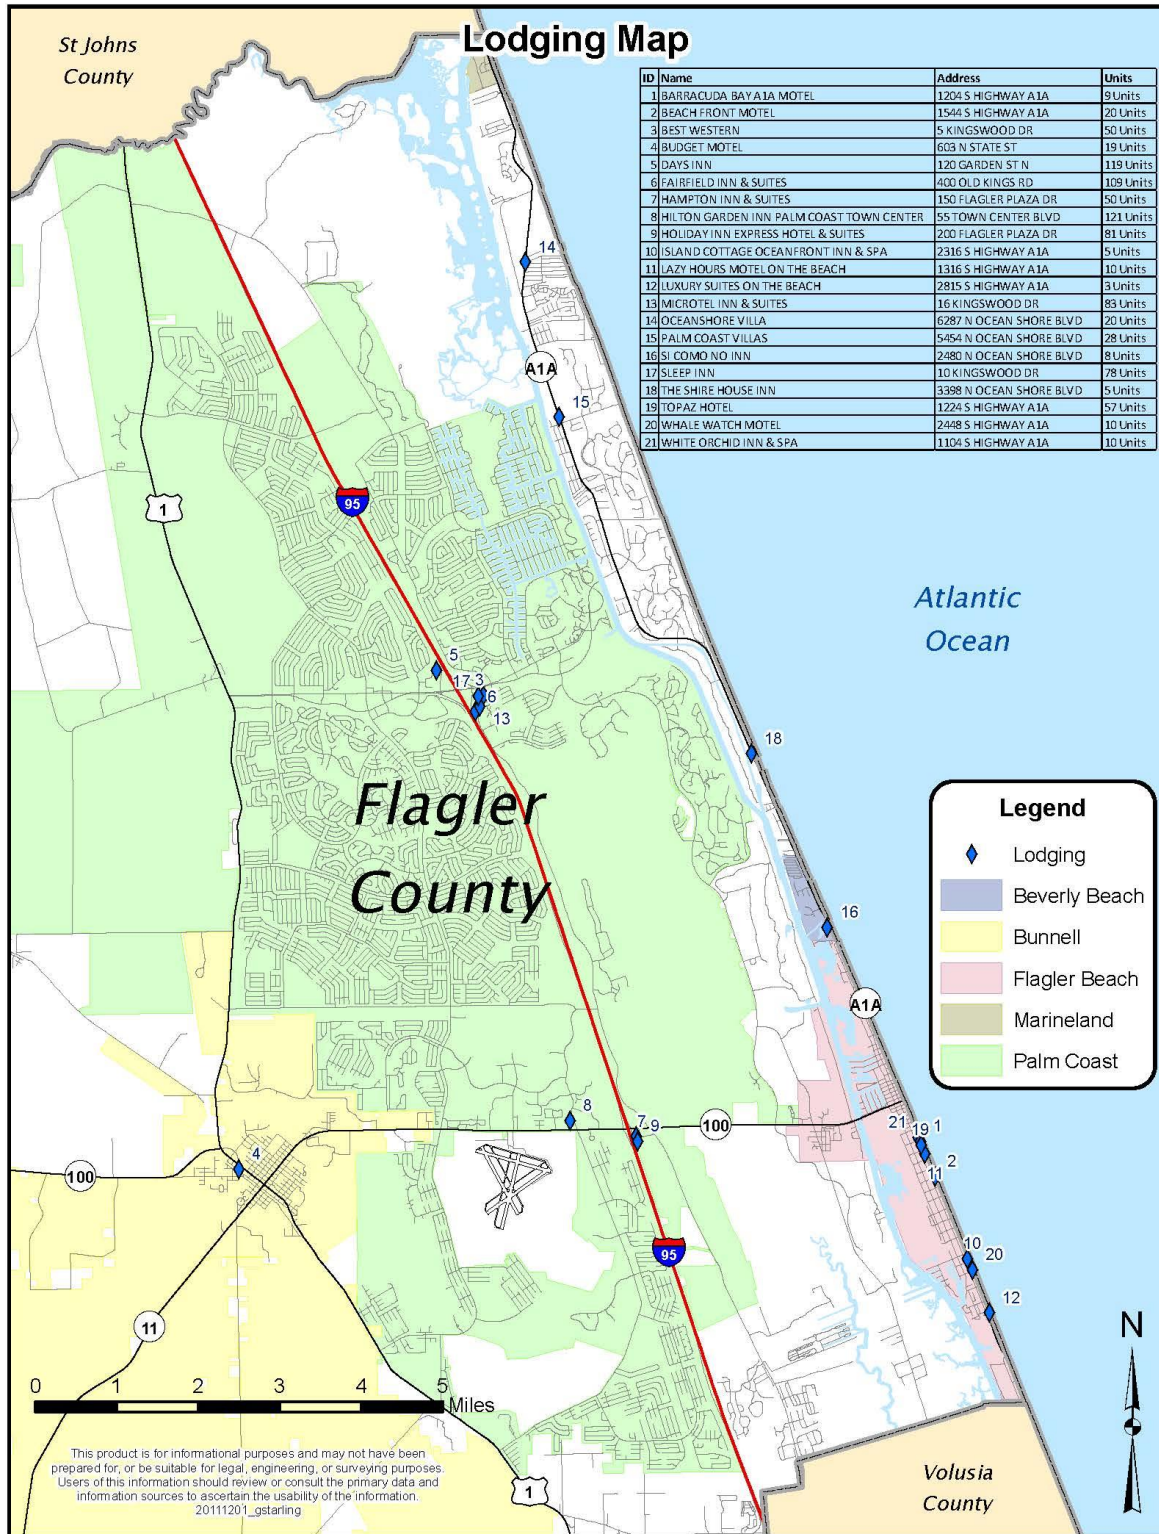 Lodging Map
St Johns
County
ID Name Address Units
1 BARRACUDA BAY A1A MOTEL 1204 S HIGHWAY A1A 9 Units
2 BEACH FRONT MOTEL 1544 S HIGHWAY A1A 20 Units
3 BEST WESTERN 5 KINGSWOOD DR 50 Units
4 BUDGET MOTEL 603 N STATE ST 19 Units
5 DAYS INN 120 GARDEN ST N 119 Units
6 FAIRFIELD INN & SUITES 400 OLD KINGS RD 109 Units
7 HAMPTON INN & SUITES 150 FLAGLER PLAZA DR 50 Units
8 HILTON GARDEN INN PALM COAST TOWN CENTER 55 TOWN CENTER BLVD 121 Units
9 HOLIDAY INN EXPRESS HOTEL & SUITES 200 FLAGLER PLAZA DR 81 Units
10 ISLAND COTTAGE OCEANFRONT INN & SPA 2316 S HIGHWAY A1A 5 Units
11 LAZY HOURS MOTEL ON THE BEACH 1316 S HIGHWAY A1A 10 Units
12 LUXURY SUITES ON THE BEACH 2815 S HIGHWAY A1A 3 Units
13 MICROTEL INN & SUITES 16 KINGSWOOD DR 83 Units
14 OCEANSHORE VILLA 6287 N OCEAN SHORE BLVD 20 Units
15 PALM COAST VILLAS 5454 N OCEAN SHORE BLVD 28 Units
16 SI COMO NO INN 2480 N OCEAN SHORE BLVD 8 Units
17 SLEEP INN 10 KINGSWOOD DR 78 Units
18 THE SHIRE HOUSE INN 3398 N OCEAN SHORE BLVD 5 Units
19 TOPAZ HOTEL 1224 S HIGHWAY A1A 57 Units
20 WHALE WATCH MOTEL 2448 S HIGHWAY A1A 10 Units
21 WHITE ORCHID INN & SPA 1104 S HIGHWAY A1A 10 Units
14
A1A
15
95
1
Atlantic
Ocean
5
17 3
6
13
18
Flagler
County
Legend
Lodging
Beverly Beach
Bunnell
Flagler Beach
Marineland
Palm Coast
16
A1A
8
7
9
100
21
19 1
2
11
4
100
95
10
20
12
11
N
0 1 2 3 4 5
Miles
This product is for informational purposes and may not have been
prepared for, or be suitable for legal, engineering, or surveying purposes.
Users of this information should review or consult the primary data and
information sources to ascertain the usability of the information.
20111201_gstarling
1
Volusia
County